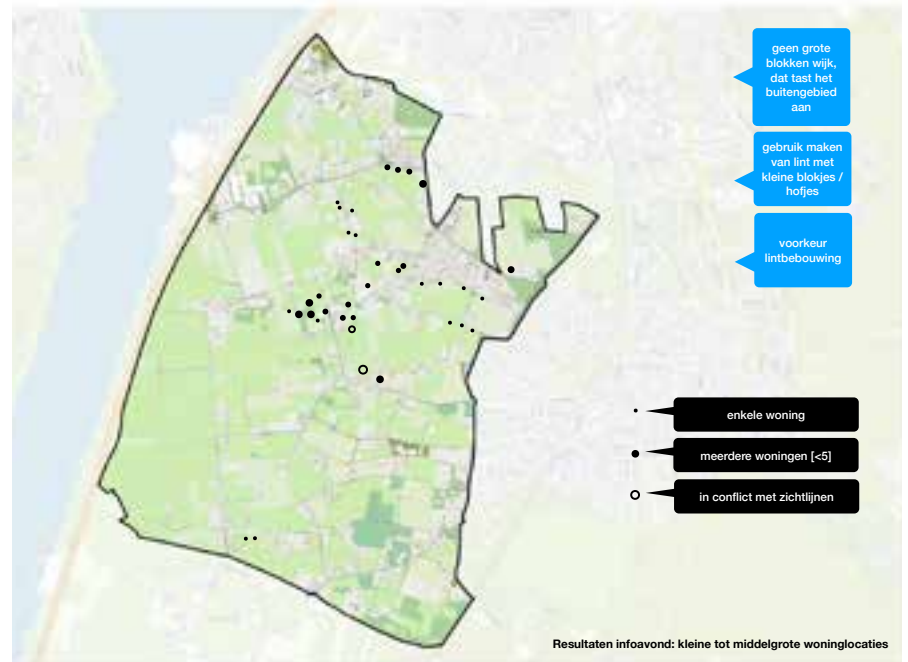 geen grote
blokken wijk,
dat tast het
buitengebied
aan
gebruik maken
van lint met
kleine blokjes /
hofjes
voorkeur
lintbebouwing
enkele woning
meerdere woningen [<5]
in conflict met zichtlijnen
Resultaten infoavond: kleine tot middelgrote woninglocaties